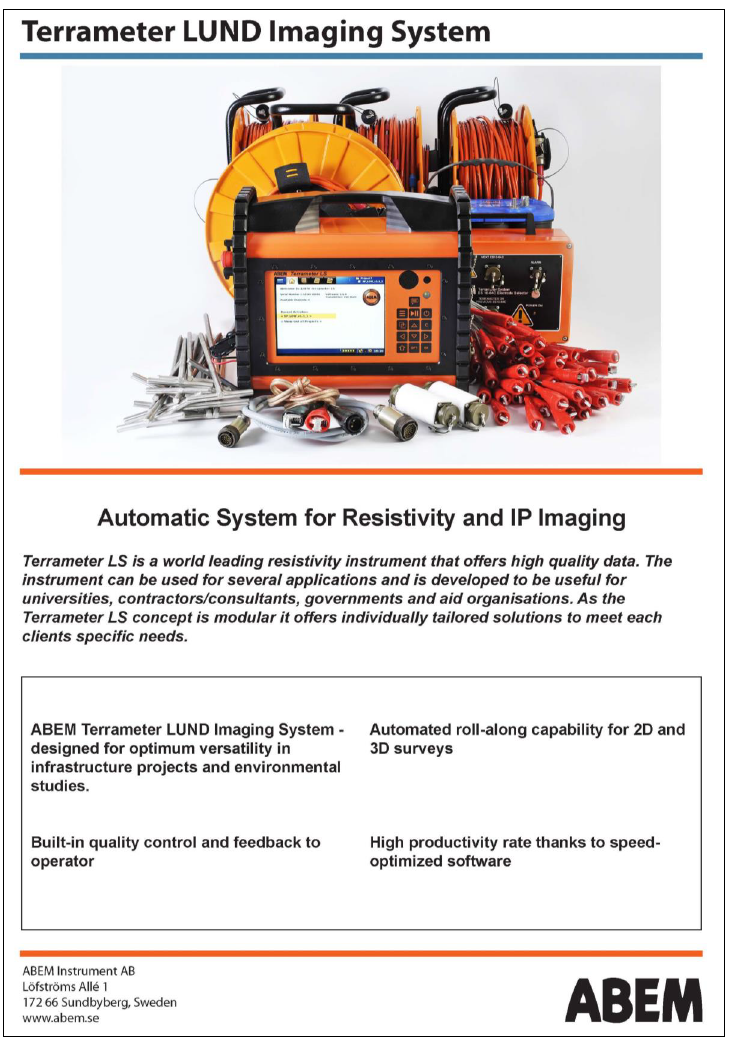 Terrameter LUND Imaging System
ABEM Terrameter LS
Automatic System for Resistivity and IP Imaging
Terrameter LS is a world leading resistivity instrument that offers high quality data. The
instrument can be used for several applications and is developed to be useful for
universities, contractors/consultants, governments and aid organisations. As the
Terrameter LS concept is modular it offers individually tailored solutions to meet each
clients specific needs.
ABEM Terrameter LUND Imaging System -
designed for optimum versatility in
infrastructure projects and environmental
studies.
Automated roll-along capability for 2D and
3D surveys
Built-in quality control and feedback to
operator
High productivity rate thanks to speed-
optimized software
ABEM Instrument AB
Löfströms Allé 1
172 66 Sundbyberg, Sweden
www.abem.se
ABEM